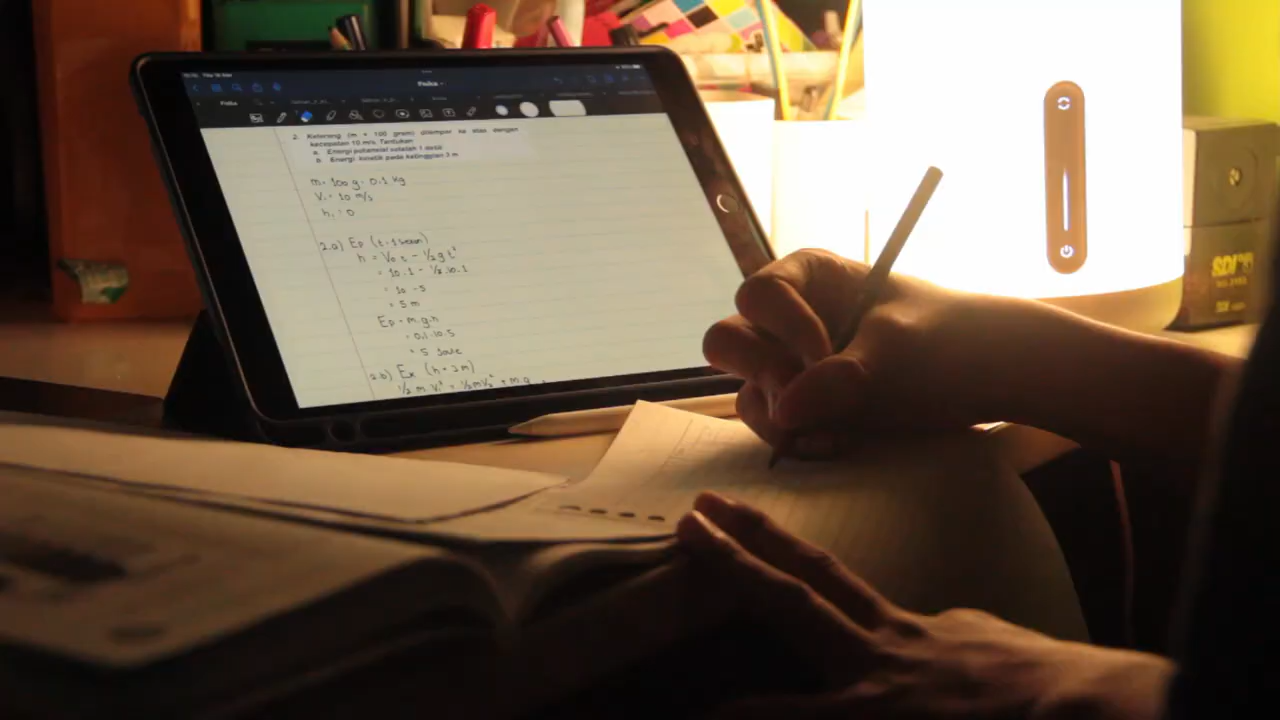 Fisika
Fisika
2. Kelereng (m = 100 gram) dilempar ke atas dengan
kecepatan 10 m/s. Tentukan:
a. Energi potensial setelah 1 detik
b. Energi kinetik pada ketinggian 3 m
m = 100 g = 0.1 kg
V₁ = 10 m/s
h₁ = 0
2.a) Ep (t = 1 sekon)
h = V₀ t - ½ g t²
= 10 . 1 - ½ . 10 . 1
= 10 - 5
= 5 m
Ep = m . g . h
= 0,1 . 10 . 5
= 5 Joule
2.b) Ek (h = 3 m)
½ m V₁² = ½ m V₂² + m . g